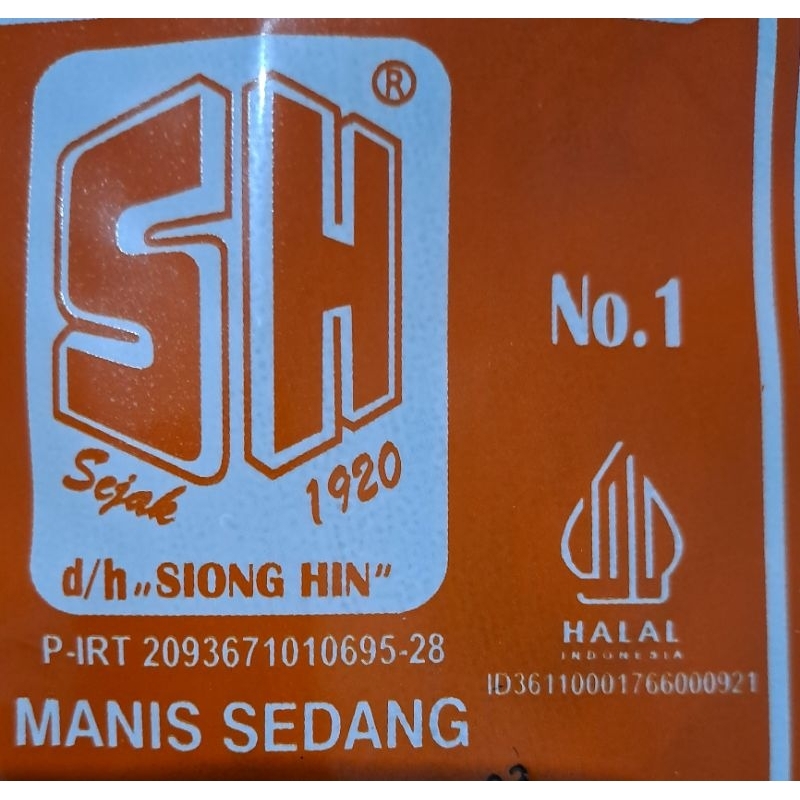 SH ®
Sejak 1920
d/h „SIONG HIN”
No.1
HALAL
INDONESIA
P-IRT 2093671010695-28
ID36110001766000921
MANIS SEDANG